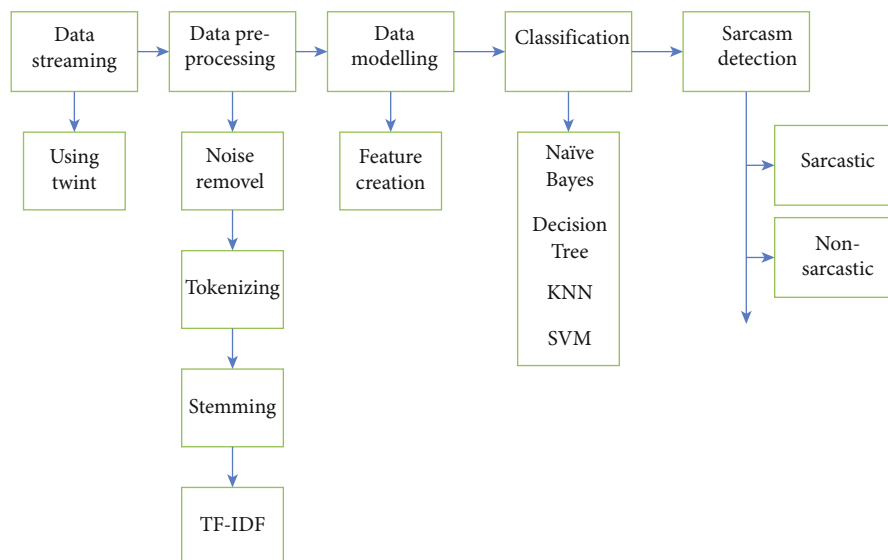 Data
streaming
Data pre-
processing
Data
modelling
Classification
Sarcasm
detection
Using
twint
Noise
removel
Feature
creation
Naïve
Bayes
Decision
Tree
KNN
SVM
Sarcastic
Non-
sarcastic
Tokenizing
Stemming
TF-IDF